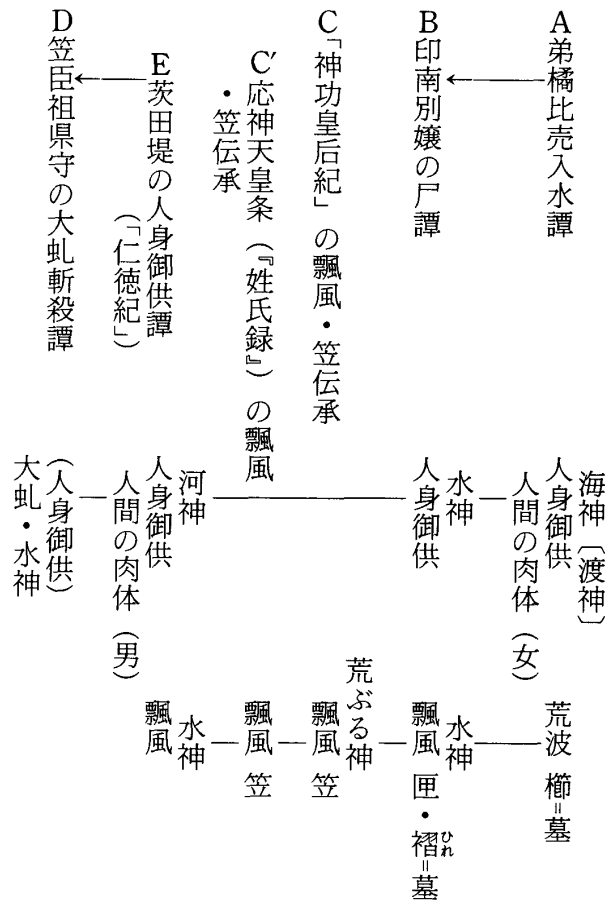 A 弟橘比売入水譚
B 印南別嬢の尸譚
C 「神功皇后紀」の飄風・笠伝承
C′ 応神天皇条(『姓氏録』)の飄風
・笠伝承
E 茨田堤の人身御供譚
(「仁徳紀」)
D 笠臣祖県守の大虬斬殺譚
海神〔渡神〕
人身御供
人間の肉体(女)
水神
人身御供
河神
人身御供
人間の肉体(男)
(人身御供)
大虬・水神
荒波 櫛=墓
水神
飄風 匣・褶=墓
ひれ
荒ぶる神
飄風 笠
飄風 笠
水神
飄風